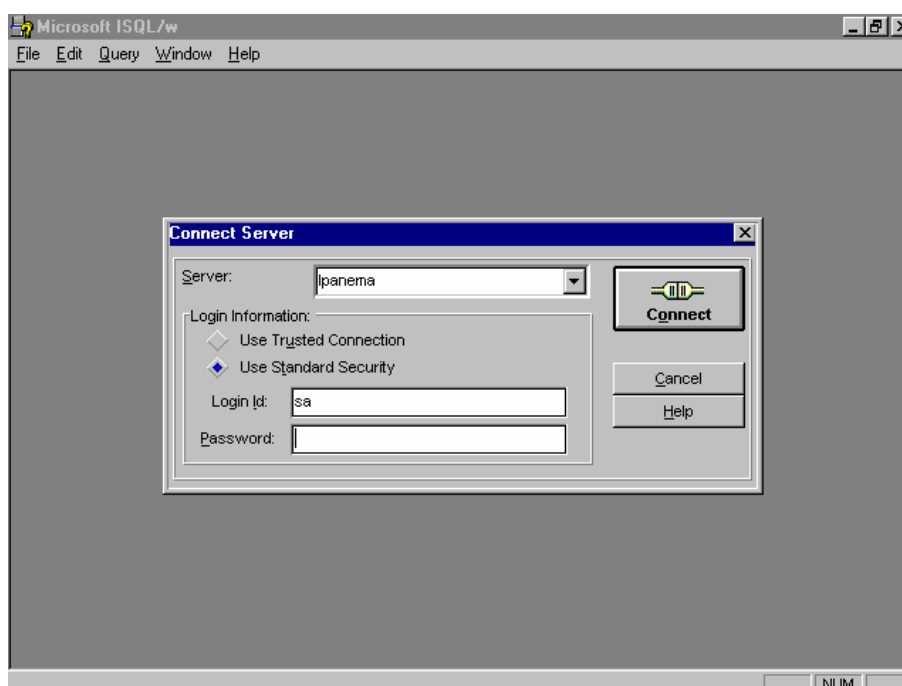 Microsoft ISQL/w
File Edit Query Window Help
Connect Server
Server: Ipanema
Connect
Login Information:
Use Trusted Connection
Use Standard Security
Cancel
Login Id: sa
Help
Password:
NUM